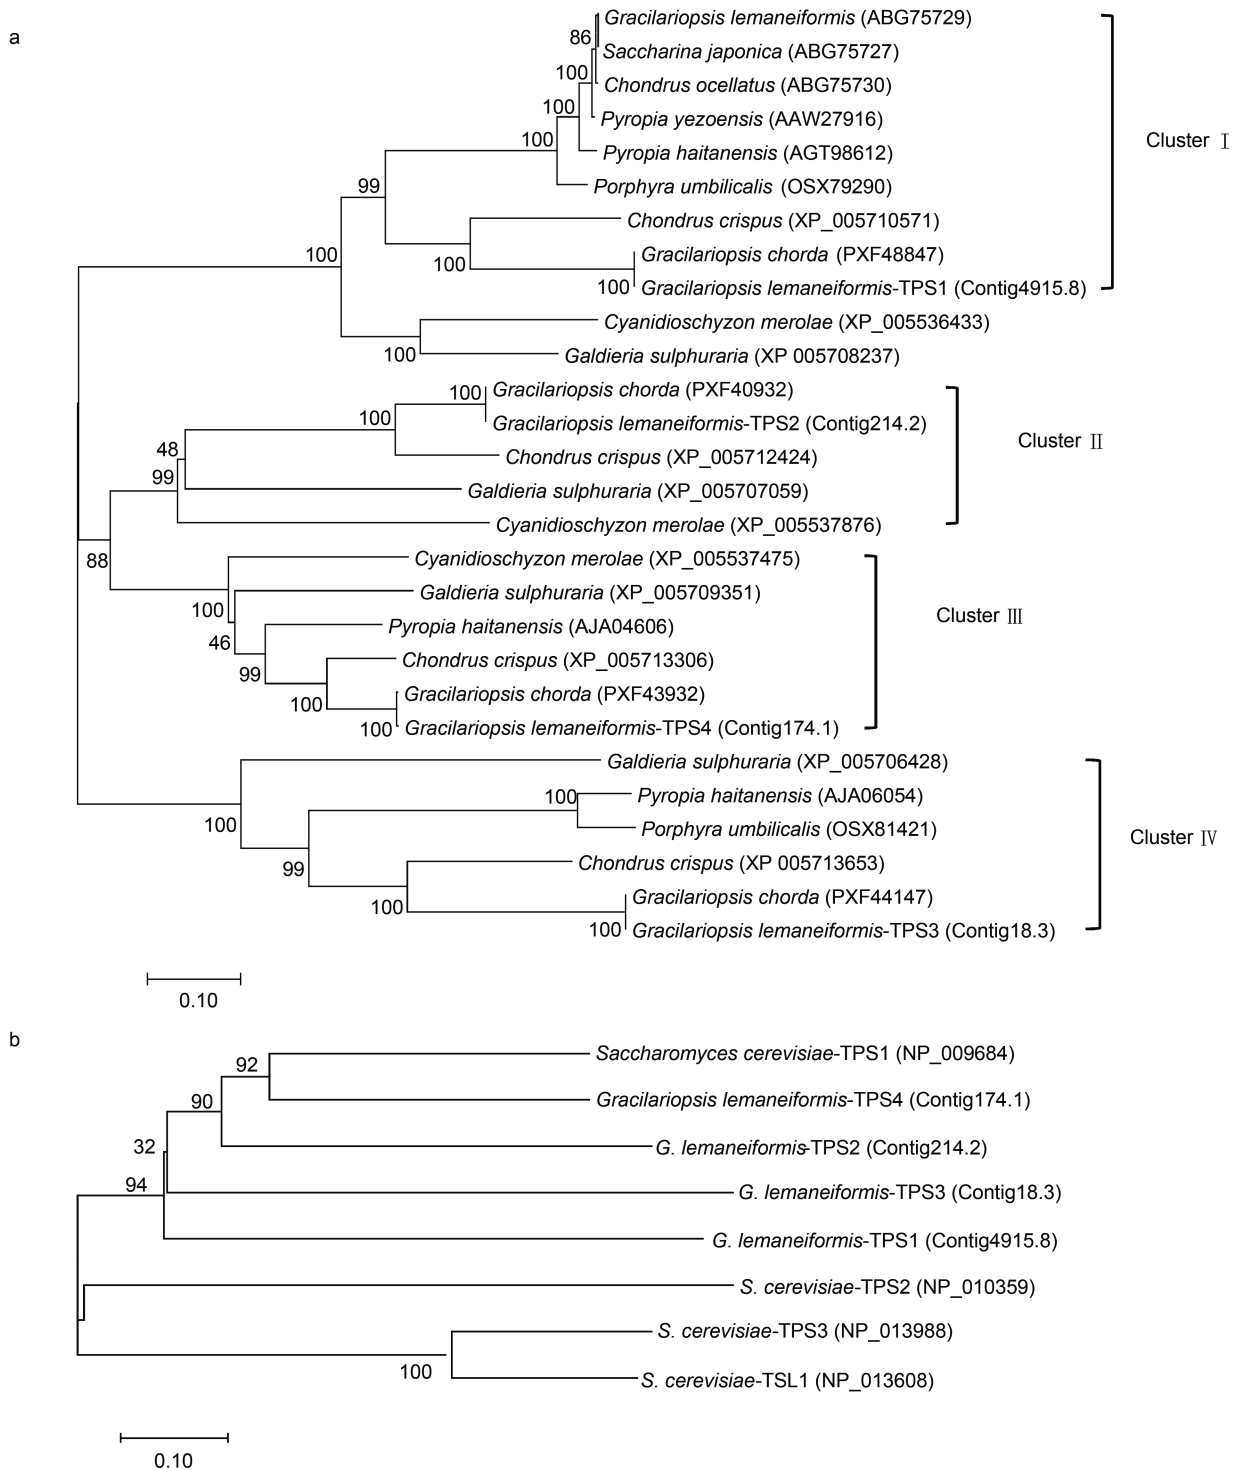 a
Gracilariopsis lemaneiformis (ABG75729)
86
Saccharina japonica (ABG75727)
100
Chondrus ocellatus (ABG75730)
100
Pyropia yezoensis (AAW27916)
100
Pyropia haitanensis (AGT98612)
Cluster Ⅰ
99
Porphyra umbilicalis (OSX79290)
Chondrus crispus (XP_005710571)
100
Gracilariopsis chorda (PXF48847)
100
100
Gracilariopsis lemaneiformis-TPS1 (Contig4915.8)
Cyanidioschyzon merolae (XP_005536433)
100
Galdieria sulphuraria (XP 005708237)
100
Gracilariopsis chorda (PXF40932)
100
Gracilariopsis lemaneiformis-TPS2 (Contig214.2)
Cluster Ⅱ
48
Chondrus crispus (XP_005712424)
99
Galdieria sulphuraria (XP_005707059)
Cyanidioschyzon merolae (XP_005537876)
88
Cyanidioschyzon merolae (XP_005537475)
Galdieria sulphuraria (XP_005709351)
100
Cluster Ⅲ
Pyropia haitanensis (AJA04606)
46
Chondrus crispus (XP_005713306)
99
Gracilariopsis chorda (PXF43932)
100
100
Gracilariopsis lemaneiformis-TPS4 (Contig174.1)
Galdieria sulphuraria (XP_005706428)
100
Pyropia haitanensis (AJA06054)
100
Porphyra umbilicalis (OSX81421)
Cluster Ⅳ
99
Chondrus crispus (XP 005713653)
100
Gracilariopsis chorda (PXF44147)
100
Gracilariopsis lemaneiformis-TPS3 (Contig18.3)
0.10
b
92
Saccharomyces cerevisiae-TPS1 (NP_009684)
90
Gracilariopsis lemaneiformis-TPS4 (Contig174.1)
32
G. lemaneiformis-TPS2 (Contig214.2)
94
G. lemaneiformis-TPS3 (Contig18.3)
G. lemaneiformis-TPS1 (Contig4915.8)
S. cerevisiae-TPS2 (NP_010359)
S. cerevisiae-TPS3 (NP_013988)
100
S. cerevisiae-TSL1 (NP_013608)
0.10